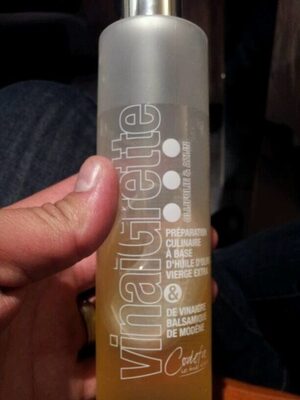 vinaigrette
PRÉPARATION
CULINAIRE
À BASE
D'HUILE D'OLIVE
VIERGE EXTRA
&
DE VINAIGRE
BALSAMIQUE
DE MODÈNE